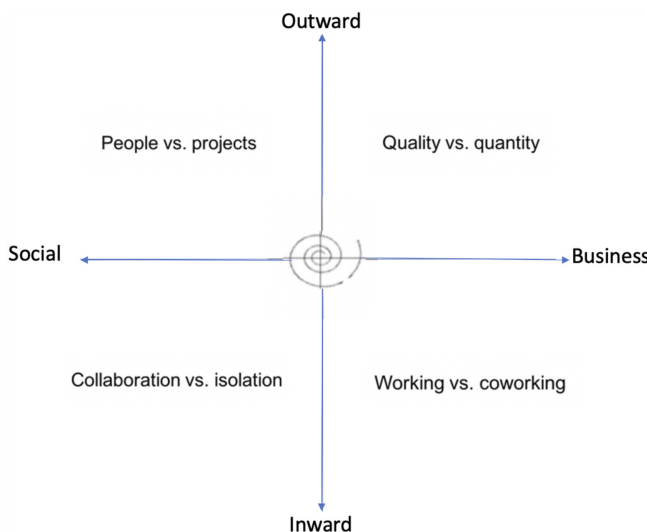 Outward
People vs. projects
Quality vs. quantity
Social
Business
Collaboration vs. isolation
Working vs. coworking
Inward